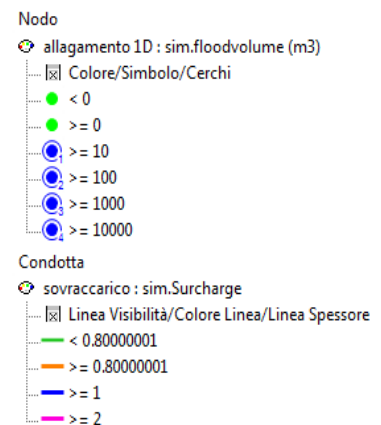 Nodo
allagamento 1D : sim.floodvolume (m3)
Colore/Simbolo/Cerchi
< 0
>= 0
1 >= 10
2 >= 100
3 >= 1000
4 >= 10000
Condotta
sovraccarico : sim.Surcharge
Linea Visibilità/Colore Linea/Linea Spessore
< 0.80000001
>= 0.80000001
>= 1
>= 2